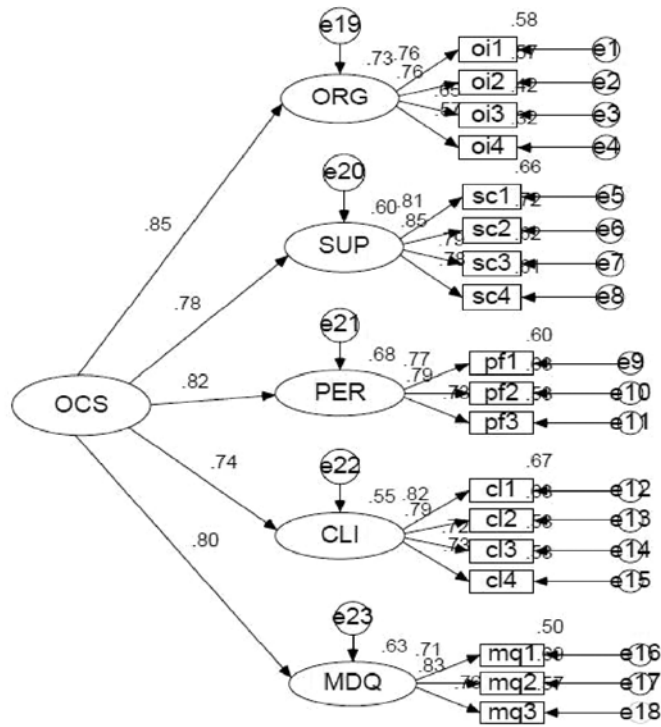 e19
.58
.73 .76
oi1
e1
.76
oi2
e2
ORG
oi3
e3
oi4
e4
.66
e20
.60 .81
sc1
e5
.85
.85
sc2
e6
SUP
sc3
e7
.78
sc4
e8
e21
.60
.68 .77
pf1
e9
.82
PER
.79
pf2
e10
OCS
pf3
e11
.74
e22
.67
.55 .82
cl1
e12
.79
cl2
e13
CLI
cl3
e14
.80
.73
cl4
e15
e23
.50
.63 .71
mq1
e16
.83
MDQ
mq2
e17
mq3
e18